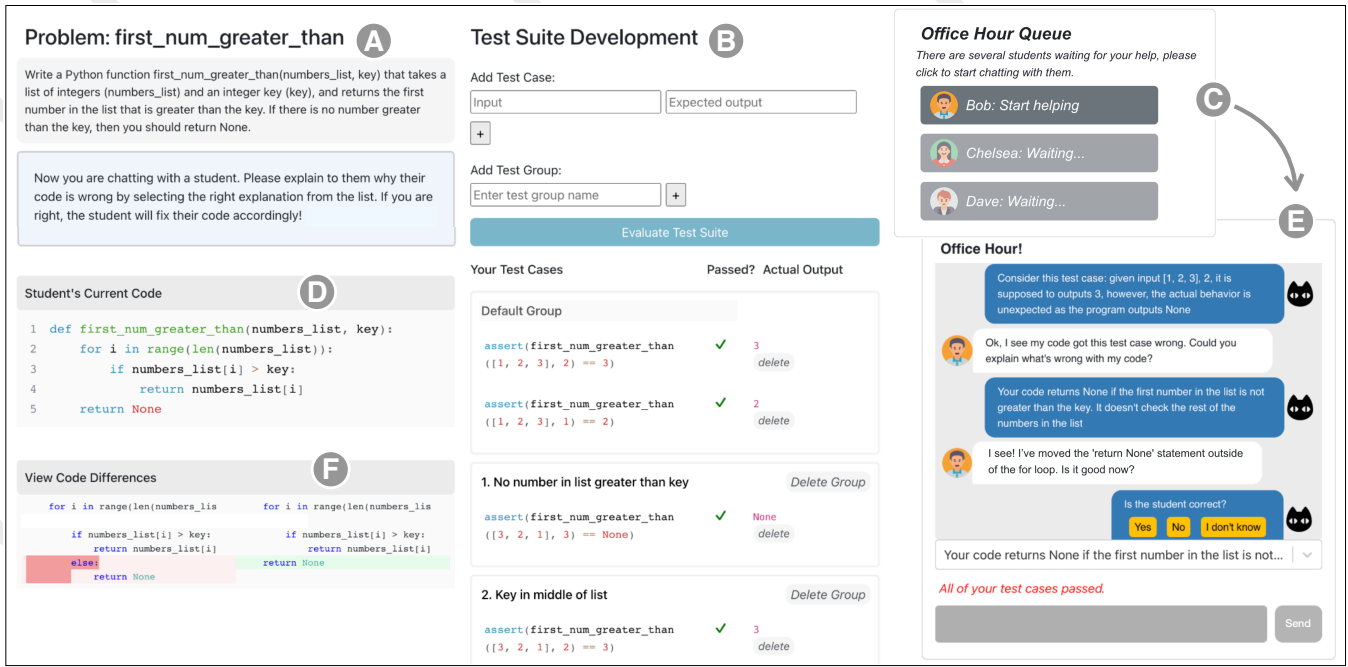 Problem: first_num_greater_than
A
Write a Python function first_num_greater_than(numbers_list, key) that takes a
list of integers (numbers_list) and an integer key (key), and returns the first
number in the list that is greater than the key. If there is no number greater
than the key, then you should return None.
Now you are chatting with a student. Please explain to them why their
code is wrong by selecting the right explanation from the list. If you are
right, the student will fix their code accordingly!
Student's Current Code
D
1 def first_num_greater_than(numbers_list, key):
2     for i in range(len(numbers_list)):
3         if numbers_list[i] > key:
4             return numbers_list[i]
5     return None
View Code Differences
F
for i in range(len(numbers_lis for i in range(len(numbers_lis
if numbers_list[i] > key: if numbers_list[i] > key:
return numbers_list[i] return numbers_list[i]
else: return None
return None
Test Suite Development
B
Add Test Case:
Input Expected output
+
Add Test Group:
Enter test group name +
Evaluate Test Suite
Your Test Cases Passed? Actual Output
Default Group
assert(first_num_greater_than ✓ 3
([1, 2, 3], 2) == 3) delete
assert(first_num_greater_than ✓ 2
([1, 2, 3], 1) == 2) delete
1. No number in list greater than key Delete Group
assert(first_num_greater_than ✓ None
([3, 2, 1], 3) == None) delete
2. Key in middle of list Delete Group
assert(first_num_greater_than ✓ 3
([3, 2, 1], 2) == 3) delete
Office Hour Queue
There are several students waiting for your help, please
click to start chatting with them.
Bob: Start helping
Chelsea: Waiting...
Dave: Waiting...
C
E
Office Hour!
Consider this test case: given input [1, 2, 3], 2, it is
supposed to outputs 3, however, the actual behavior is
unexpected as the program outputs None
Ok, I see my code got this test case wrong. Could you
explain what's wrong with my code?
Your code returns None if the first number in the list is not
greater than the key. It doesn't check the rest of the
numbers in the list
I see! I've moved the 'return None' statement outside
of the for loop. Is it good now?
Is the student correct?
Yes No I don't know
Your code returns None if the first number in the list is not...
All of your test cases passed.
Send